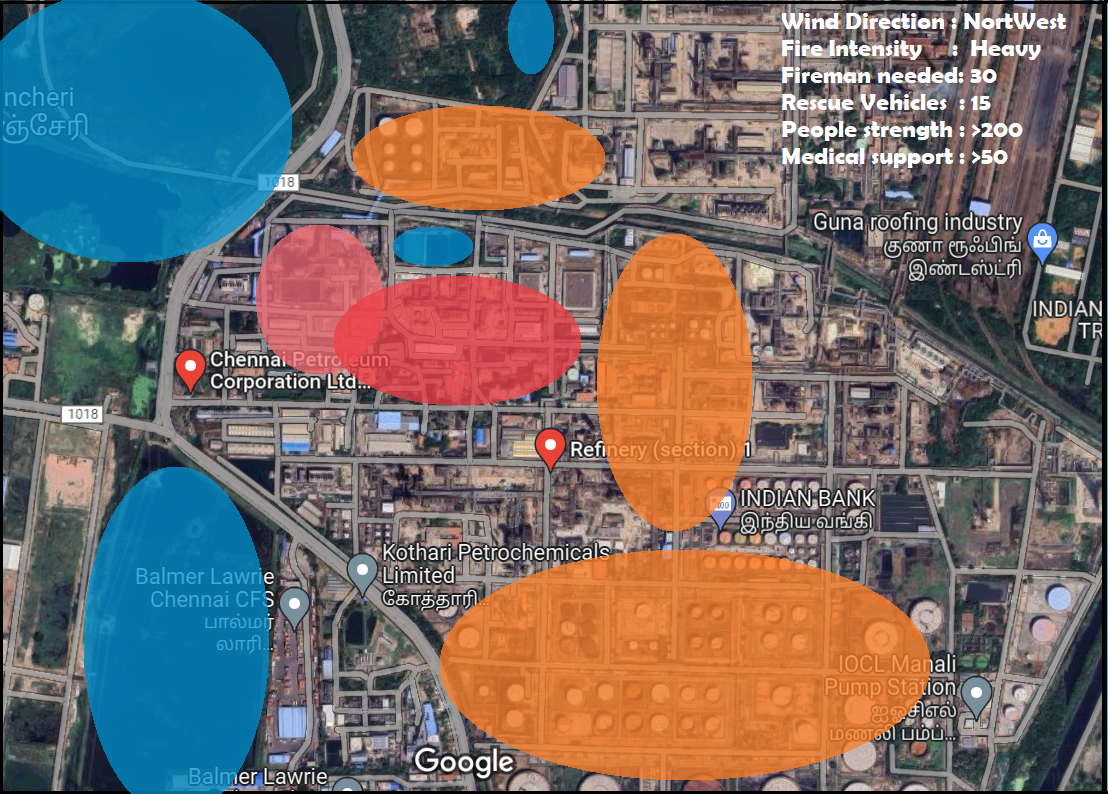 Wind Direction : NortWest
Fire Intensity : Heavy
Fireman needed: 30
Rescue Vehicles : 15
People strength : >200
Medical support : >50
ncheri
ஞ்சேரி
1018
Guna roofing industry
குணா ரூஃபிங்
இண்டஸ்ட்ரி
INDIAN
TR
Chennai Petroleum
Corporation Ltd...
1018
Refinery (section) 1
INDIAN BANK
இந்திய வங்கி
Kothari Petrochemicals
Limited
கோத்தாரி
Balmer Lawrie
Chennai CFS
பால்மர்
லாரி...
IOCL Manali
Pump Station
ஐஓசிஎல்
மணலி பம்ப்...
Google
Balmer Lawrie